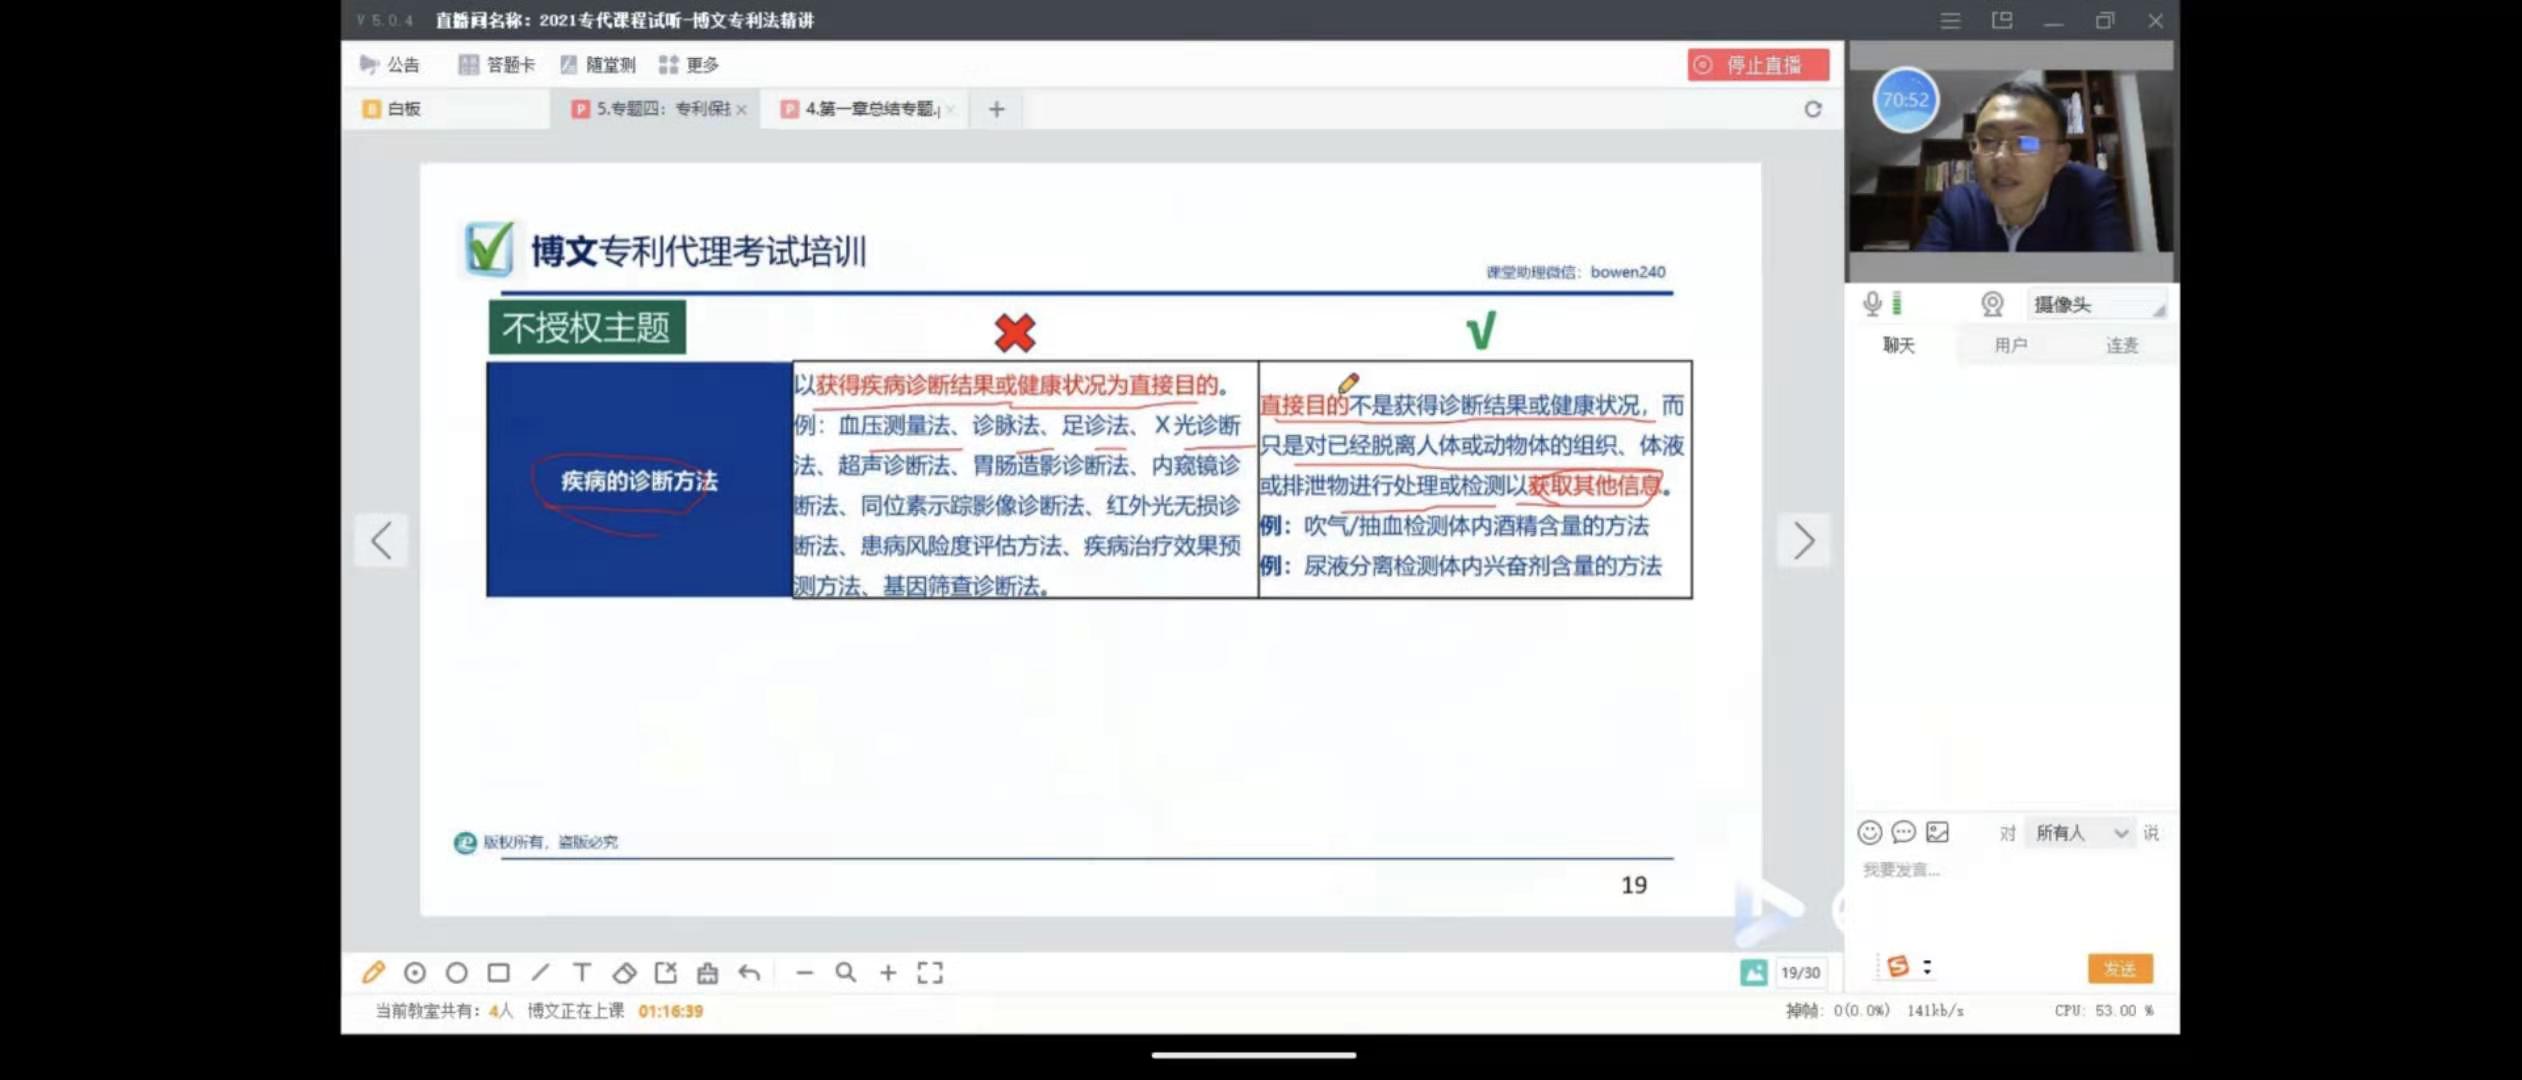 V 5.0.4 直播间名称：2021专代课程试听-博文专利法精讲
公告 答题卡 随堂测 更多 停止直播
白板 5.专题四：专利保 4.第一章总结专题.
70:52
博文专利代理考试培训
课堂助理微信：bowen240
不授权主题
疾病的诊断方法
以获得疾病诊断结果或健康状况为直接目的。
例：血压测量法、诊脉法、足诊法、X光诊断
法、超声诊断法、胃肠造影诊断法、内窥镜诊
断法、同位素示踪影像诊断法、红外光无损诊
断法、患病风险度评估方法、疾病治疗效果预
测方法、基因筛查诊断法。
直接目的不是获得诊断结果或健康状况，而
只是对已经脱离人体或动物体的组织、体液
或排泄物进行处理或检测以获取其他信息。
例：吹气/抽血检测体内酒精含量的方法
例：尿液分离检测体内兴奋剂含量的方法
版权所有，盗版必究
19
摄像头
聊天 用户 连麦
对 所有人 说
我要发言...
发送
19/30
当前教室共有：4人 博文正在上课 01:16:39
掉帧：0(0.0%) 141kb/s CPU: 53.00 %